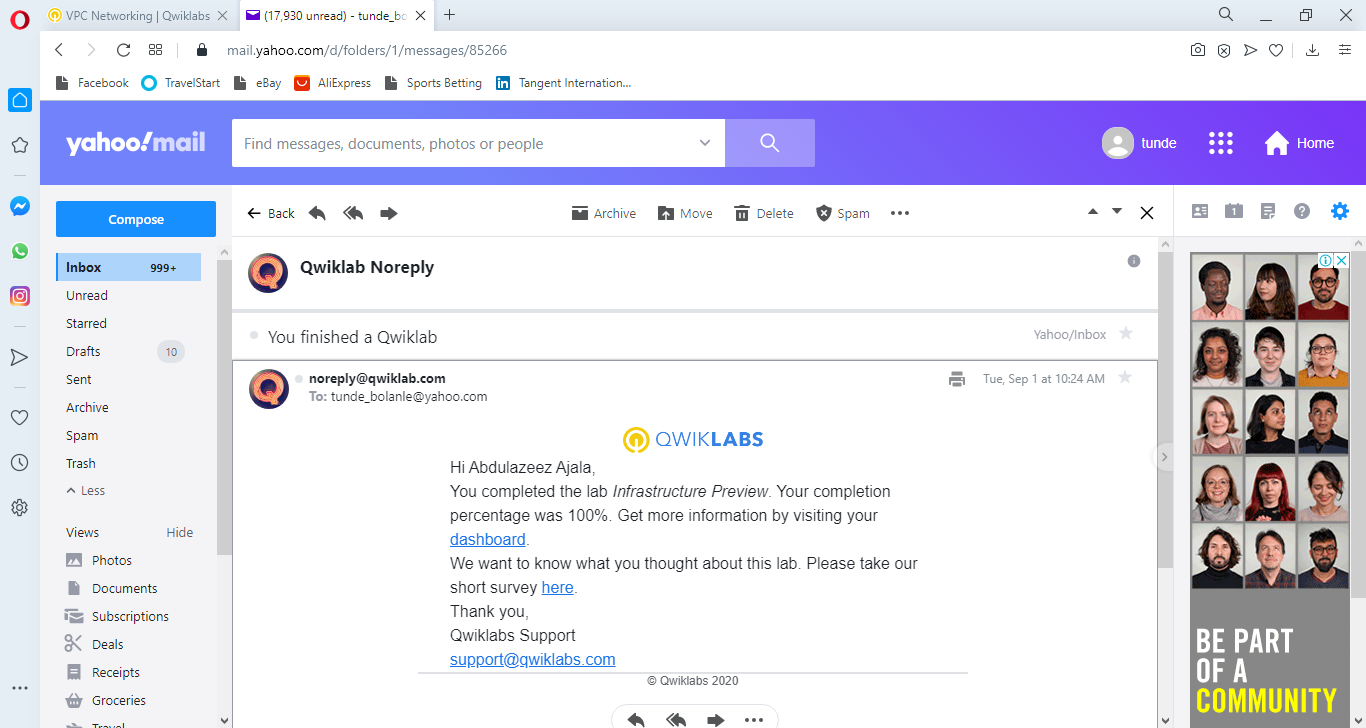 VPC Networking | Qwiklabs
(17,930 unread) - tunde_bo
mail.yahoo.com/d/folders/1/messages/85266
Facebook
TravelStart
eBay
AliExpress
Sports Betting
Tangent Internation...
yahoo!mail
Find messages, documents, photos or people
tunde
Home
Compose
Back
Archive
Move
Delete
Spam
1
Inbox 999+
Unread
Starred
Drafts 10
Sent
Archive
Spam
Trash
Less
Views Hide
Photos
Documents
Subscriptions
Deals
Receipts
Groceries
Travel
Qwiklab Noreply
You finished a Qwiklab
Yahoo/Inbox
noreply@qwiklab.com
Tue, Sep 1 at 10:24 AM
To: tunde_bolanle@yahoo.com
QWIKLABS
Hi Abdulazeez Ajala,
You completed the lab Infrastructure Preview. Your completion
percentage was 100%. Get more information by visiting your
dashboard.
We want to know what you thought about this lab. Please take our
short survey here.
Thank you,
Qwiklabs Support
support@qwiklabs.com
© Qwiklabs 2020
BE PART
OF A
COMMUNITY